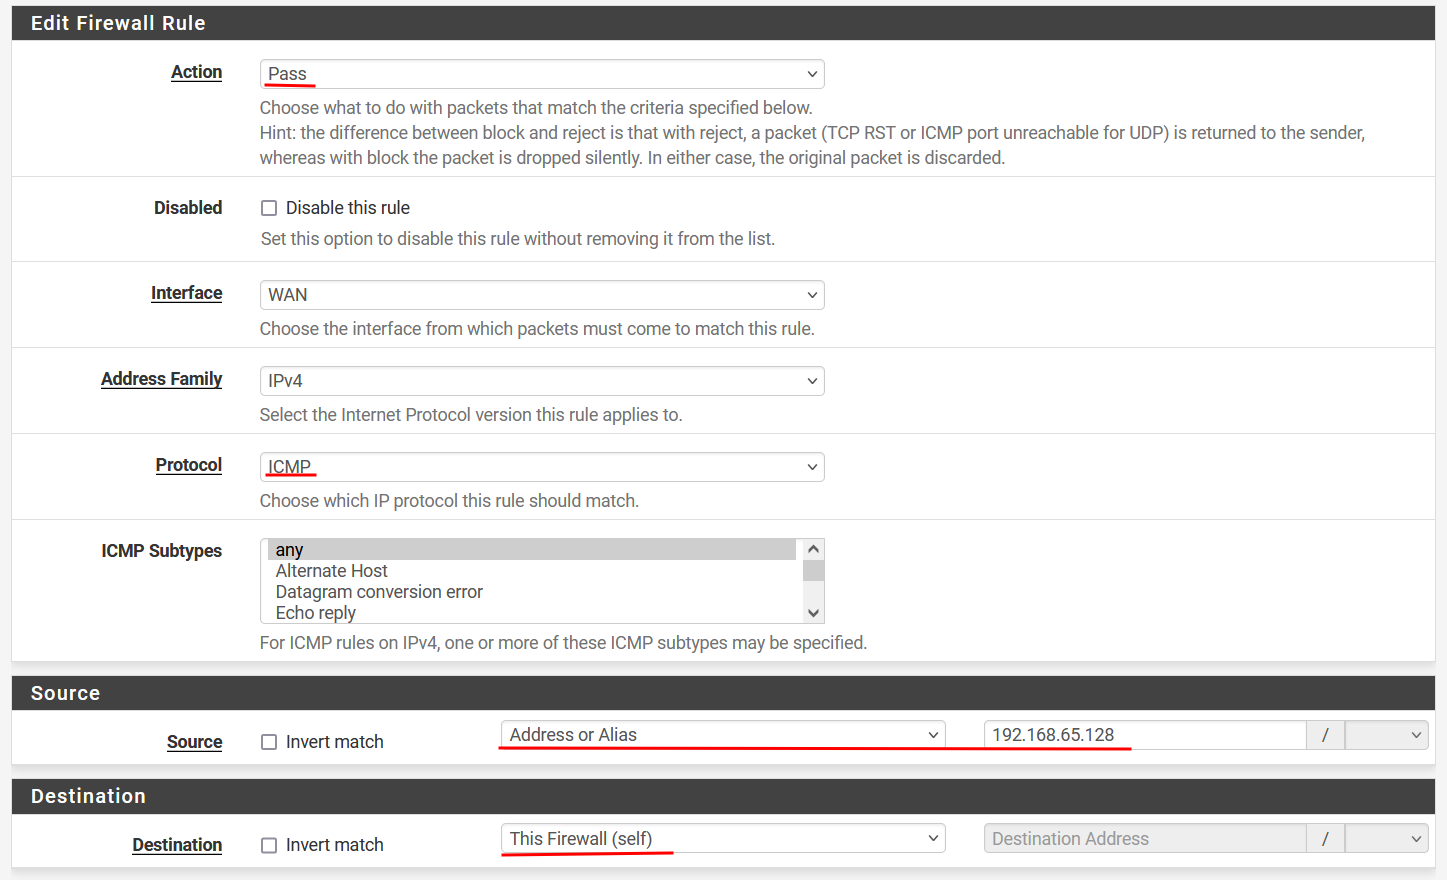 Edit Firewall Rule
Action
Pass
Choose what to do with packets that match the criteria specified below.
Hint: the difference between block and reject is that with reject, a packet (TCP RST or ICMP port unreachable for UDP) is returned to the sender,
whereas with block the packet is dropped silently. In either case, the original packet is discarded.
Disabled
Disable this rule
Set this option to disable this rule without removing it from the list.
Interface
WAN
Choose the interface from which packets must come to match this rule.
Address Family
IPv4
Select the Internet Protocol version this rule applies to.
Protocol
ICMP
Choose which IP protocol this rule should match.
ICMP Subtypes
any
Alternate Host
Datagram conversion error
Echo reply
For ICMP rules on IPv4, one or more of these ICMP subtypes may be specified.
Source
Source Invert match Address or Alias 192.168.65.128 /
Destination
Destination Invert match This Firewall (self) Destination Address /